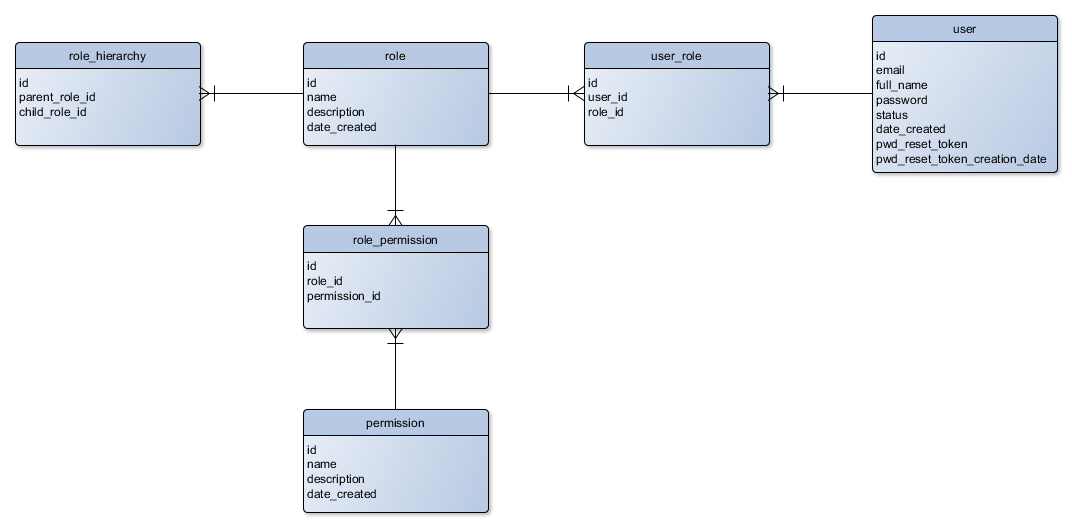 role_hierarchy
id
parent_role_id
child_role_id
role
id
name
description
date_created
user_role
id
user_id
role_id
user
id
email
full_name
password
status
date_created
pwd_reset_token
pwd_reset_token_creation_date
role_permission
id
role_id
permission_id
permission
id
name
description
date_created